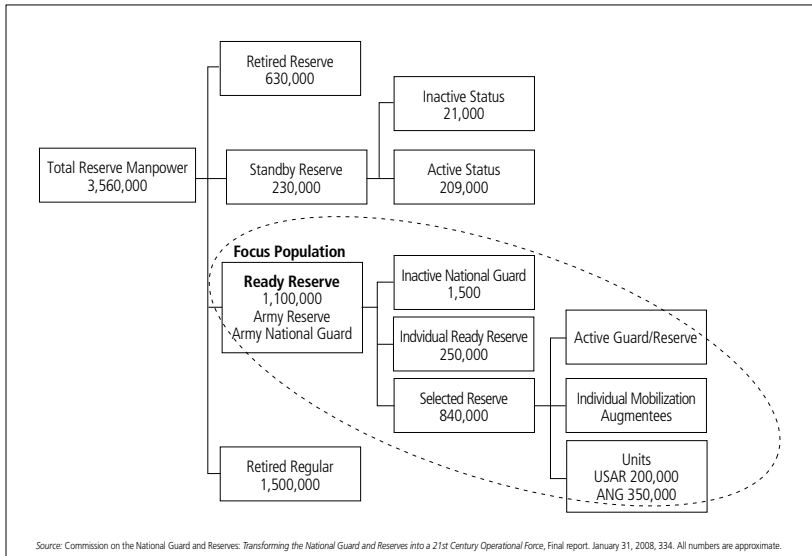 Retired Reserve
630,000
Inactive Status
21,000
Total Reserve Manpower
3,560,000
Standby Reserve
230,000
Active Status
209,000
Focus Population
Ready Reserve
1,100,000
Army Reserve
Army National Guard
Inactive National Guard
1,500
Indvidual Ready Reserve
250,000
Selected Reserve
840,000
Active Guard/Reserve
Individual Mobilization
Augmentees
Units
USAR 200,000
ANG 350,000
Retired Regular
1,500,000
Source: Commission on the National Guard and Reserves: Transforming the National Guard and Reserves into a 21st Century Operational Force, Final report. January 31, 2008, 334. All numbers are approximate.